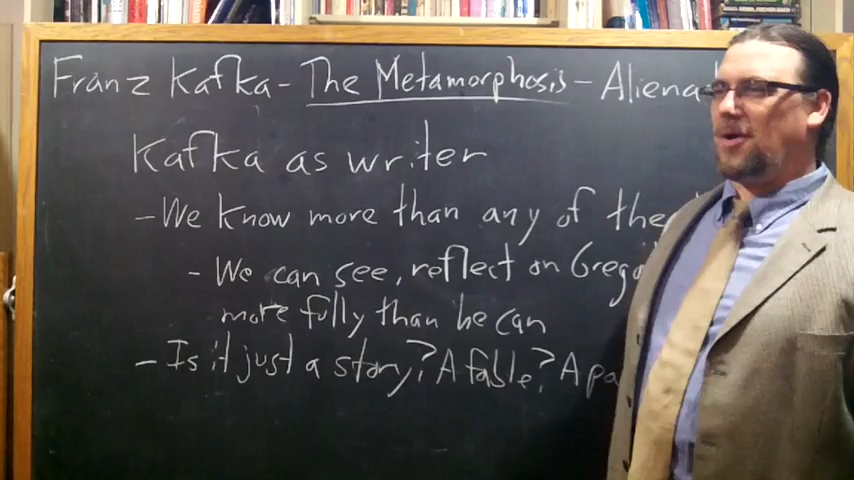 Franz Kafka - The Metamorphosis - Aliena
Kafka as writer
- We know more than any of the
- We can see, reflect on Grego
more fully than he can
- Is it just a story? A fable? A pa